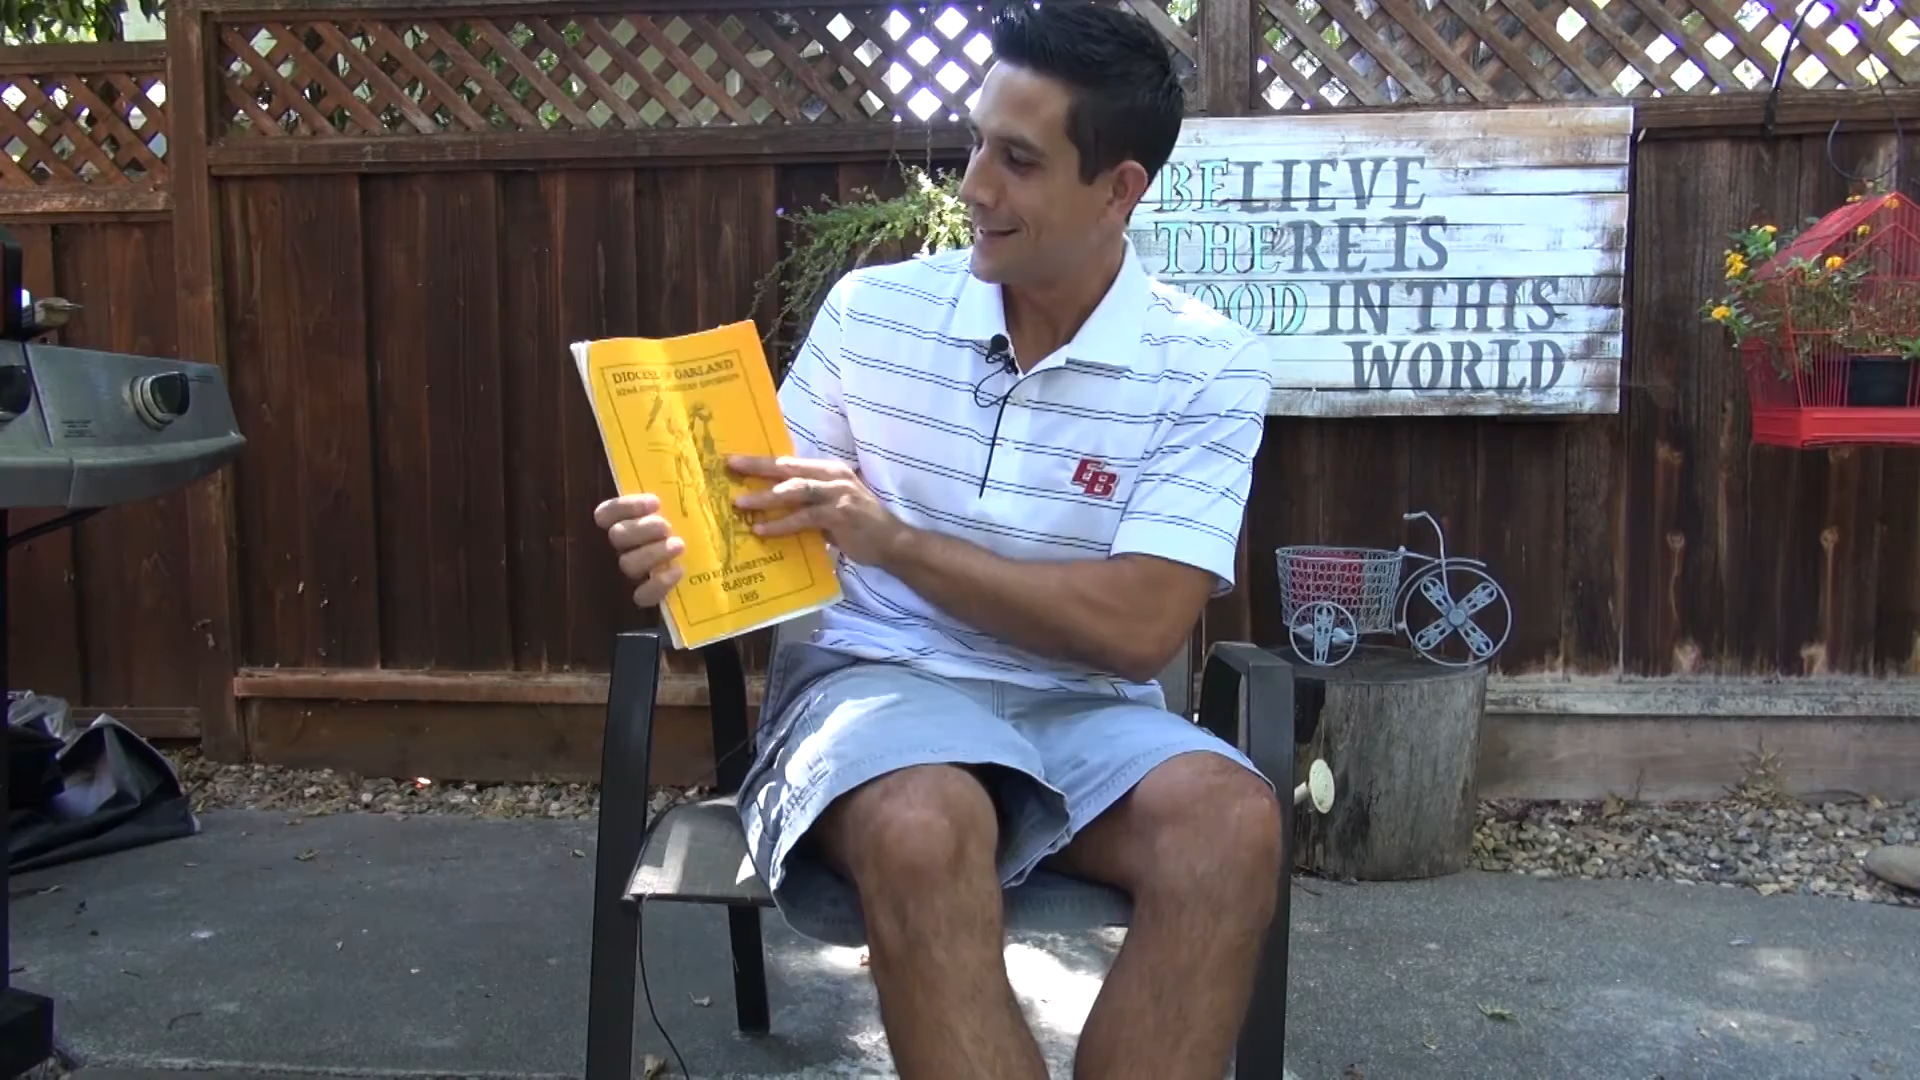 DIOCESE OF OAKLAND
CYO BOYS BASKETBALL
PLAYOFFS
1995
BELIEVE
THERE IS
OOD IN THIS
WORLD
EB